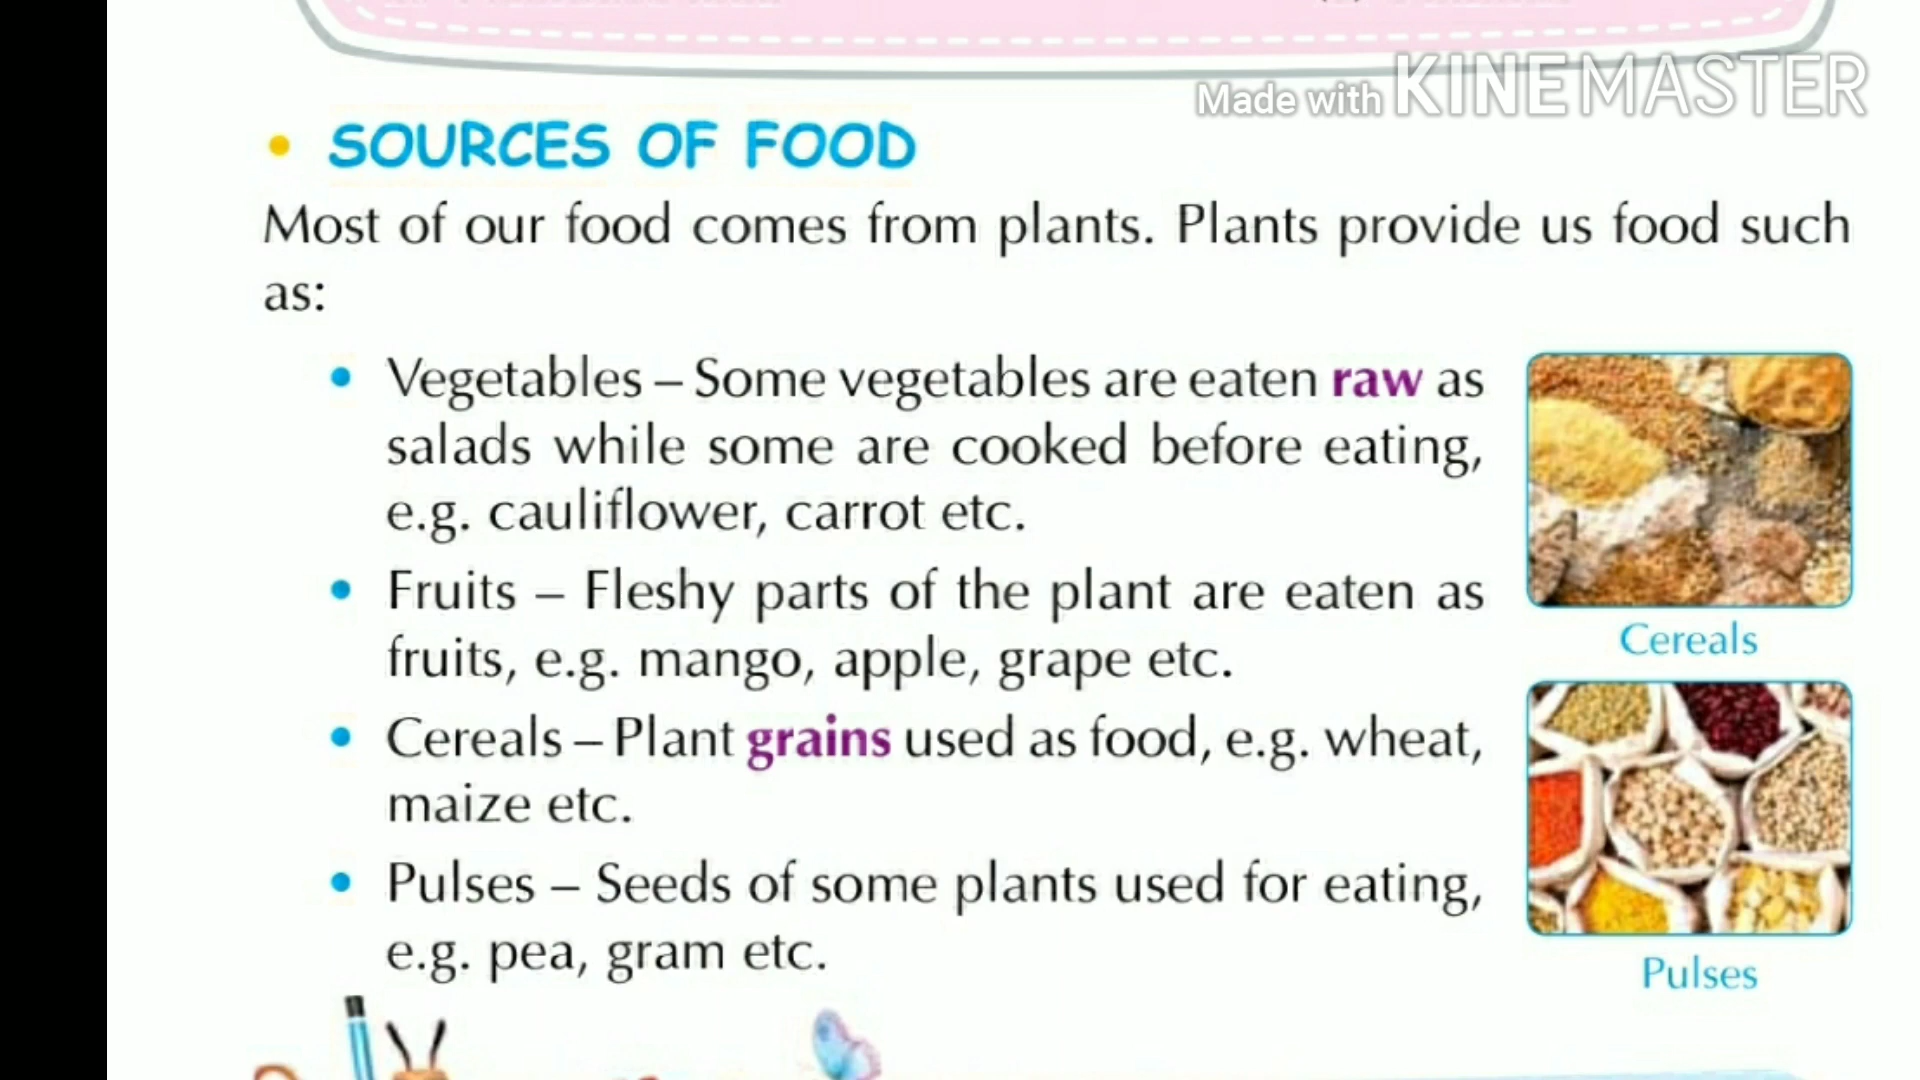 Made with KINEMASTER
• SOURCES OF FOOD
Most of our food comes from plants. Plants provide us food such
as:
• Vegetables – Some vegetables are eaten raw as
salads while some are cooked before eating,
e.g. cauliflower, carrot etc.
• Fruits – Fleshy parts of the plant are eaten as
fruits, e.g. mango, apple, grape etc.
• Cereals – Plant grains used as food, e.g. wheat,
maize etc.
• Pulses – Seeds of some plants used for eating,
e.g. pea, gram etc.
Cereals
Pulses